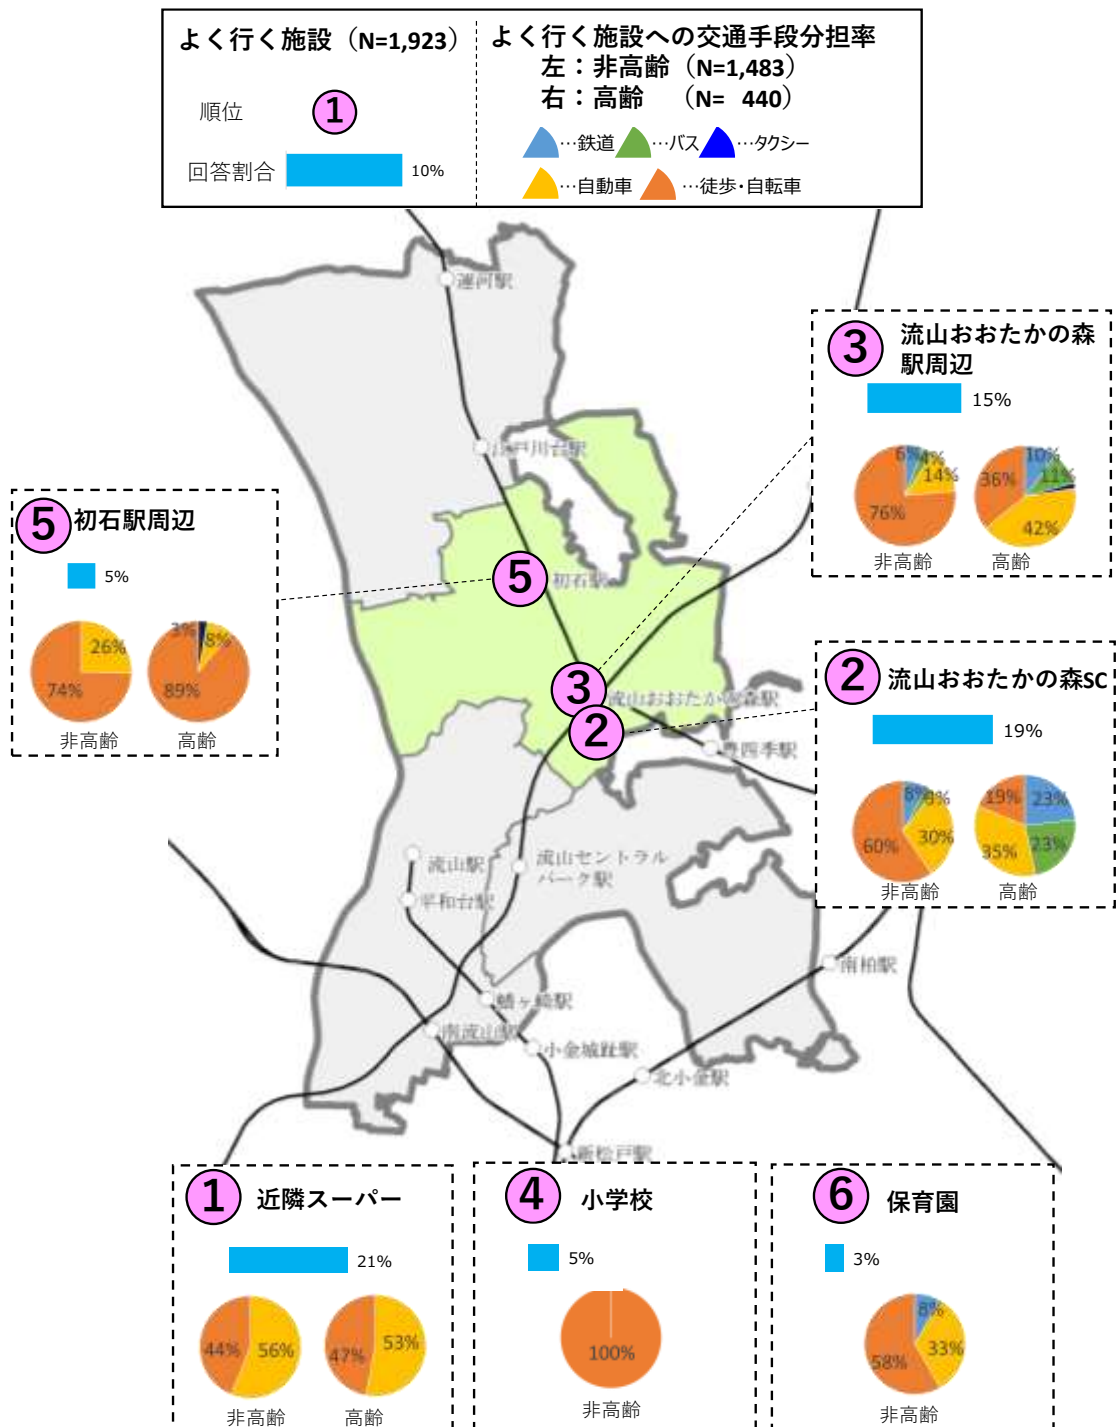 よく行く施設（N=1,923）
順位
1
回答割合
10%
よく行く施設への交通手段分担率
左：非高齢（N=1,483）
右：高齢　（N= 440）
…鉄道 …バス …タクシー
…自動車 …徒歩・自転車
運河駅
江戸川台駅
初石駅
流山おおたかの森駅
豊四季駅
流山駅
流山セントラル
パーク駅
平和台駅
鰭ヶ崎駅
南流山駅
小金城趾駅
南柏駅
北小金駅
新松戸駅
5
3
2
3
流山おおたかの森
駅周辺
15%
6%
4%
14%
76%
非高齢
10%
11%
42%
36%
高齢
5
初石駅周辺
5%
26%
74%
非高齢
3%
8%
89%
高齢
2
流山おおたかの森SC
19%
8%
3%
30%
60%
非高齢
23%
23%
35%
19%
高齢
1
近隣スーパー
21%
44%
56%
非高齢
47%
53%
高齢
4
小学校
5%
100%
非高齢
6
保育園
3%
8%
33%
58%
非高齢